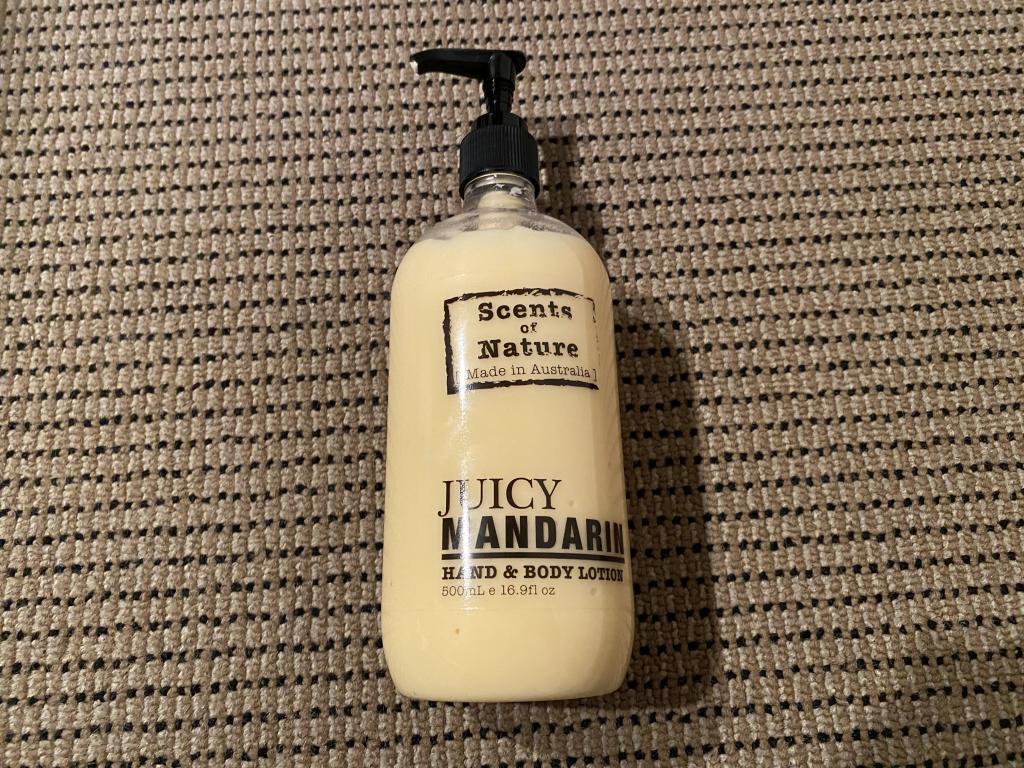 Scents
of
Nature
[Made in Australia]
JUICY
MANDARIN
HAND & BODY LOTION
500mL e 16.9fl oz